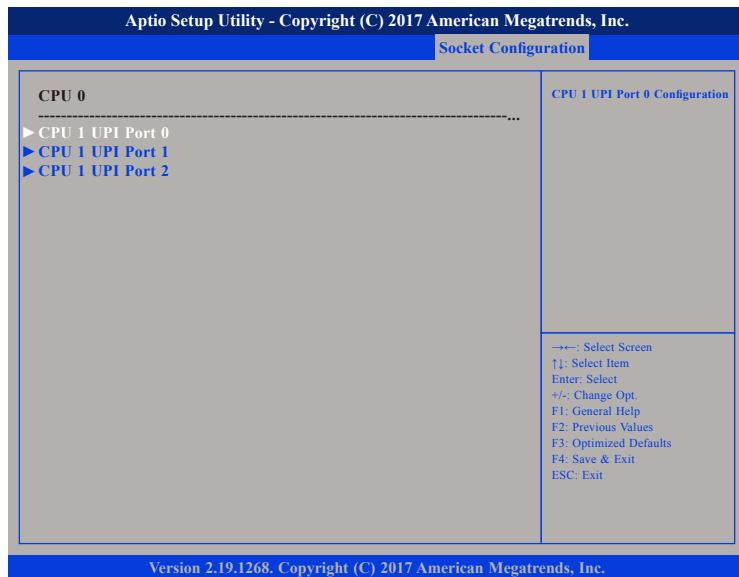 Aptio Setup Utility - Copyright (C) 2017 American Megatrends, Inc.
Socket Configuration
CPU 0
--------------------------------------------------------------------------------...
►CPU 1 UPI Port 0
►CPU 1 UPI Port 1
►CPU 1 UPI Port 2
CPU 1 UPI Port 0 Configuration
→←: Select Screen
↑↓: Select Item
Enter: Select
+/-: Change Opt.
F1: General Help
F2: Previous Values
F3: Optimized Defaults
F4: Save & Exit
ESC: Exit
Version 2.19.1268. Copyright (C) 2017 American Megatrends, Inc.